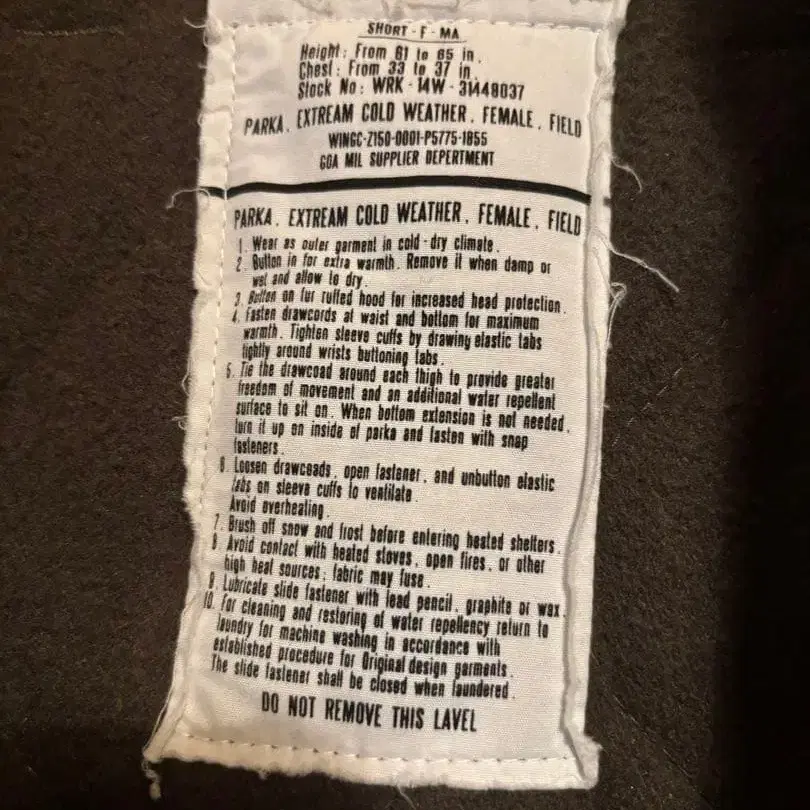 SHORT - F - MA
Height : From 61 to 65 in.
Chest : From 33 to 37 in
Stock No : WRK - 14W - 31448037
PARKA, EXTREAM COLD WEATHER, FEMALE, FIELD
WINGC-Z150-0001-P5775-1855
GOA MIL SUPPLIER DEPERTMENT
PARKA, EXTREAM COLD WEATHER, FEMALE, FIELD
1. Wear as outer garment in cold-dry climate.
2. Button in for extra warmth. Remove it when damp or
wet and allow to dry.
3. Botton on fur ruffed hood for increased head protection.
4. Fasten drawcords at waist and bottom for maximum
warmth. Tighten sleeve cuffs by drawing elastic tabs
tightly around wrists buttoning tabs.
5. Tie the drawcoad around each thigh to provide greater
freedom of movement and an additional water repellent
surface to sit on. When bottom extension is not needed.
turn it up on inside of parka and fasten with snap
fasteners.
6. Loosen drawcoads, open fastener, and unbutton elastic
tabs on sleeve cuffs to ventilate.
Avoid overheating.
7. Brush off snow and frost before entering heated shelters.
8. Avoid contact with heated stoves, open fires, or other
high heat sources; fabric may fuse.
9. Lubricate slide fastener with lead pencil, graphite or wax.
10. For cleaning and restoring of water repellency return to
laundry for machine washing in accordance with
established procedure for Original design garments.
The slide fastener shall be closed when laundered.
DO NOT REMOVE THIS LAVEL